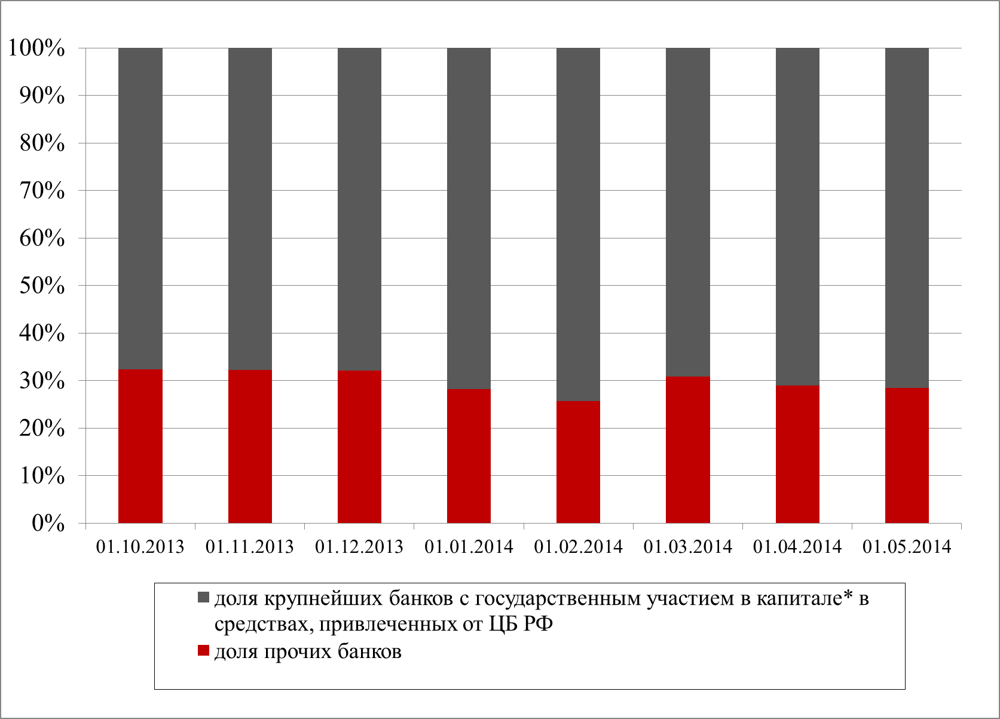 100%
90%
80%
70%
60%
50%
40%
30%
20%
10%
0%
01.10.2013 01.11.2013 01.12.2013 01.01.2014 01.02.2014 01.03.2014 01.04.2014 01.05.2014
доля крупнейших банков с государственным участием в капитале* в
средствах, привлеченных от ЦБ РФ
доля прочих банков